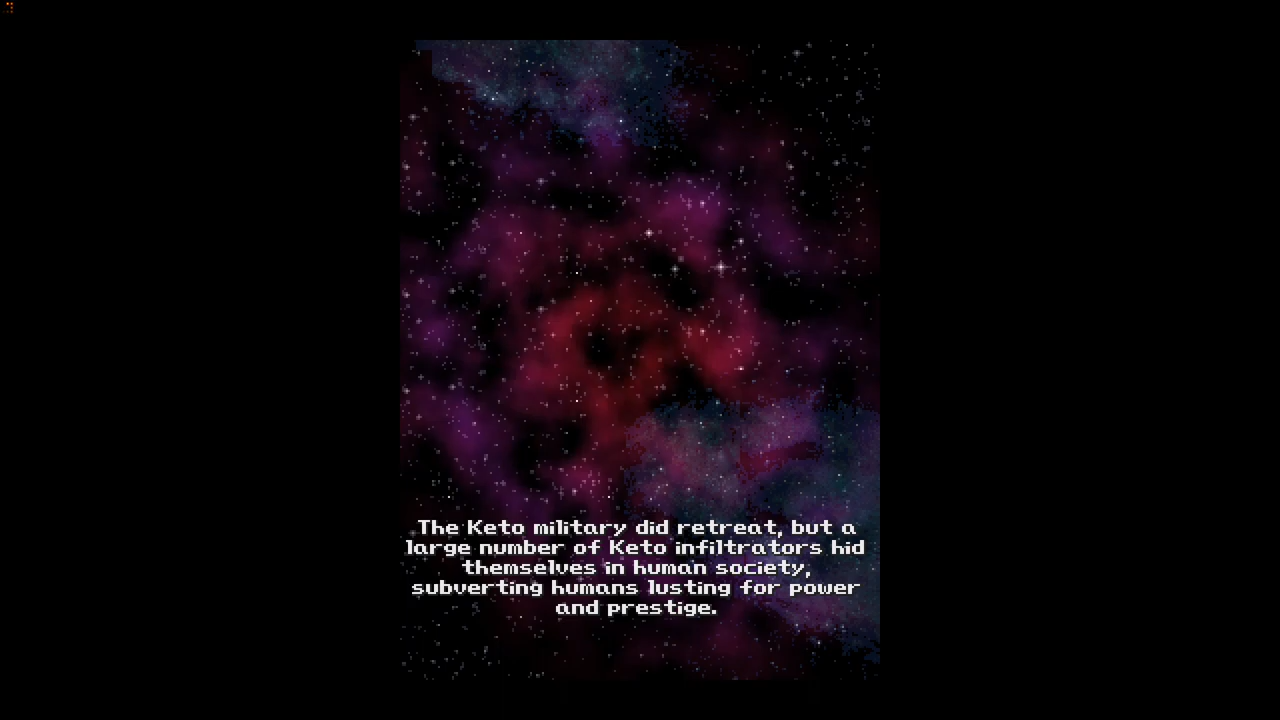 The Keto military did retreat, but a
large number of Keto infiltrators hid
themselves in human society,
subverting humans lusting for power
and prestige.